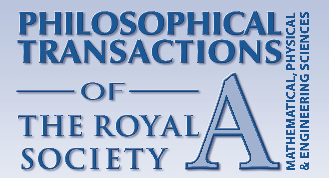 PHILOSOPHICAL
TRANSACTIONS
OF
THE ROYAL
SOCIETY
A
MATHEMATICAL, PHYSICAL
& ENGINEERING SCIENCES